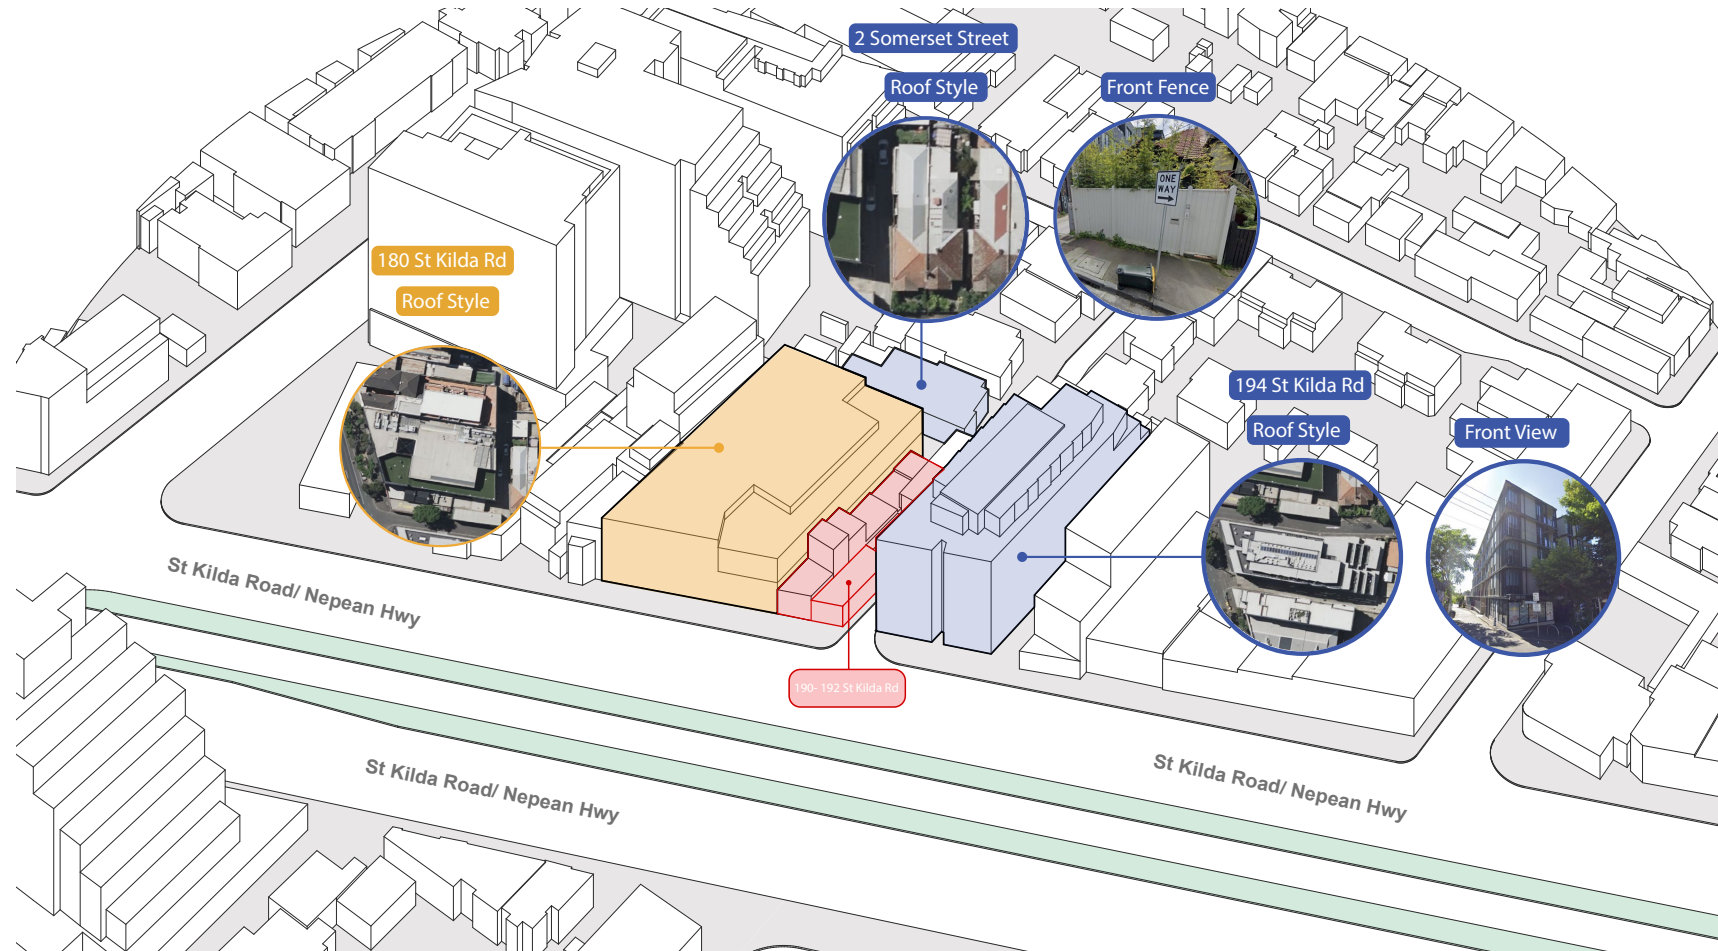 2 Somerset Street
Roof Style
Front Fence
ONE
WAY
180 St Kilda Rd
Roof Style
194 St Kilda Rd
Roof Style
Front View
St Kilda Road/ Nepean Hwy
190- 192 St Kilda Rd
St Kilda Road/ Nepean Hwy
St Kilda Road/ Nepean Hwy